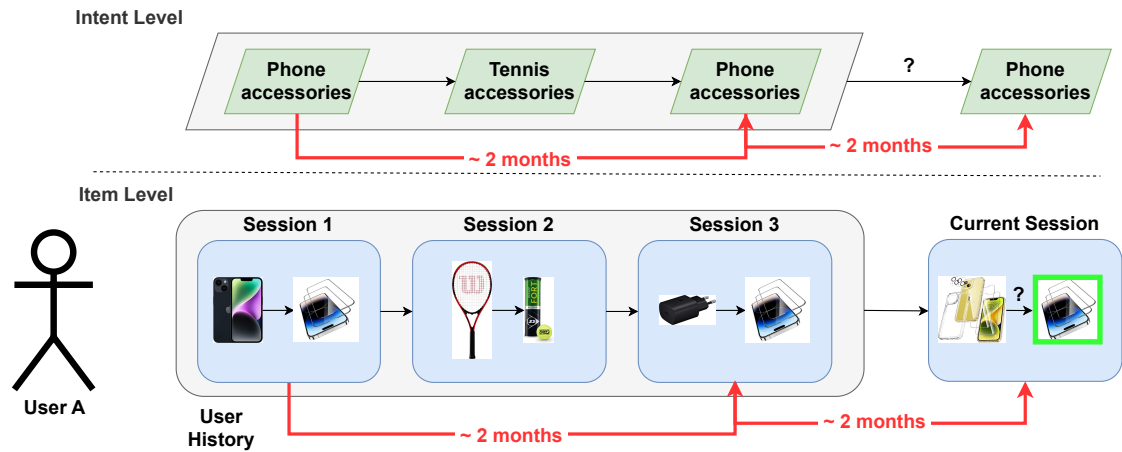 Intent Level
Phone
accessories
Tennis
accessories
Phone
accessories
?
Phone
accessories
~ 2 months
~ 2 months
Item Level
Session 1
Session 2
Session 3
Current Session
W
FORT
?
User A
User
History
~ 2 months
~ 2 months